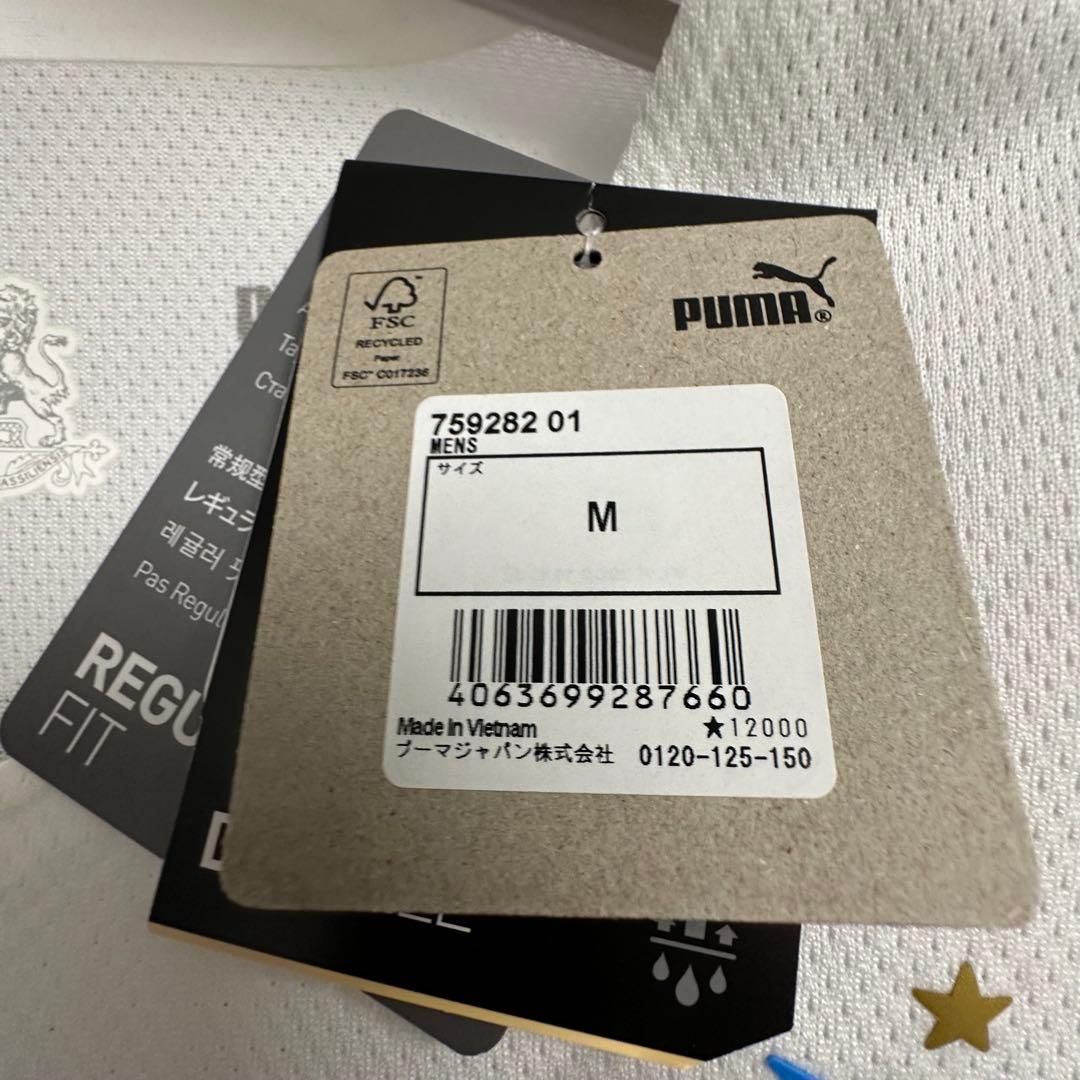 PUMA®
FSC™
RECYCLED
Paper
FSC™ C017236
759282 01
MENS
サイズ
M
4063699287660
Made in Vietnam
★12000
プーマジャパン株式会社 0120-125-150
常规型
レギュラ
레귤러
Pas Regul
REGU
FIT